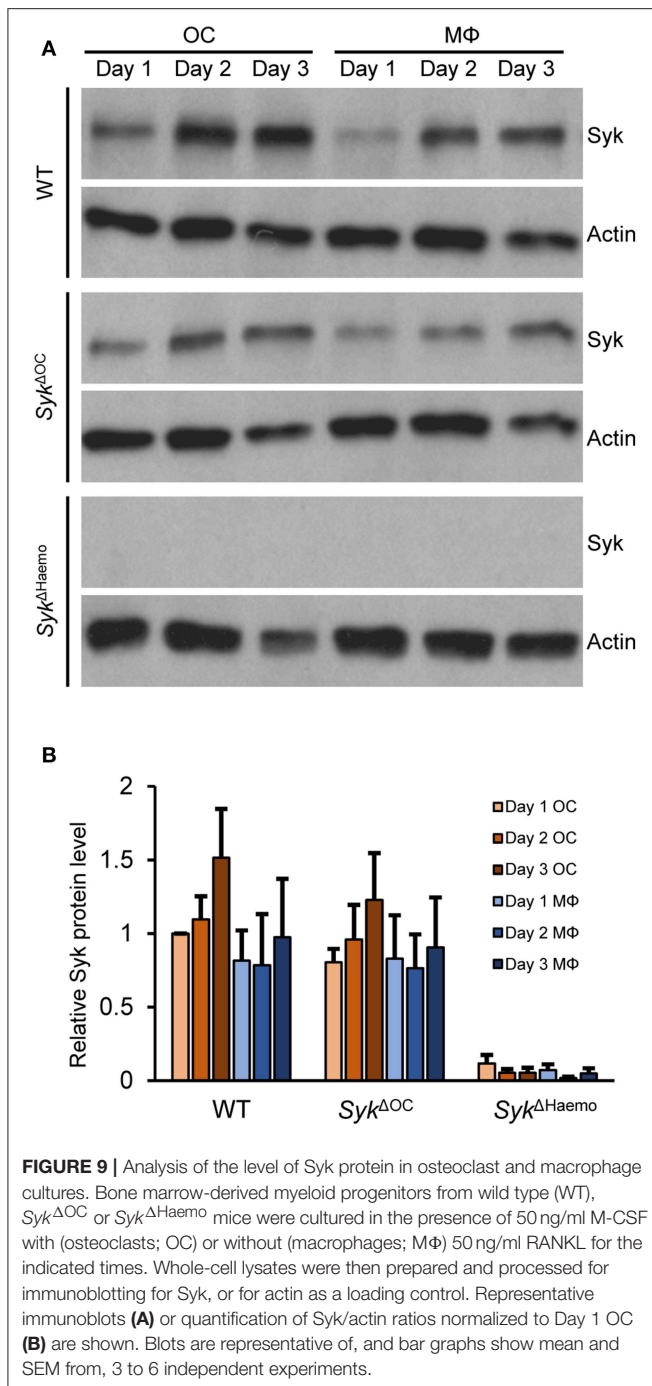 A
OC MΦ
Day 1 Day 2 Day 3 Day 1 Day 2 Day 3
WT
Syk
Actin
Syk^ΔOC
Syk
Actin
Syk^ΔHaemo
Syk
Actin
B
Relative Syk protein level
2
1.5
1
0.5
0
Day 1 OC
Day 2 OC
Day 3 OC
Day 1 MΦ
Day 2 MΦ
Day 3 MΦ
WT Syk^ΔOC Syk^ΔHaemo
FIGURE 9 | Analysis of the level of Syk protein in osteoclast and macrophage
cultures. Bone marrow-derived myeloid progenitors from wild type (WT),
Syk^ΔOC or Syk^ΔHaemo mice were cultured in the presence of 50 ng/ml M-CSF
with (osteoclasts; OC) or without (macrophages; MΦ) 50 ng/ml RANKL for the
indicated times. Whole-cell lysates were then prepared and processed for
immunoblotting for Syk, or for actin as a loading control. Representative
immunoblots (A) or quantification of Syk/actin ratios normalized to Day 1 OC
(B) are shown. Blots are representative of, and bar graphs show mean and
SEM from, 3 to 6 independent experiments.